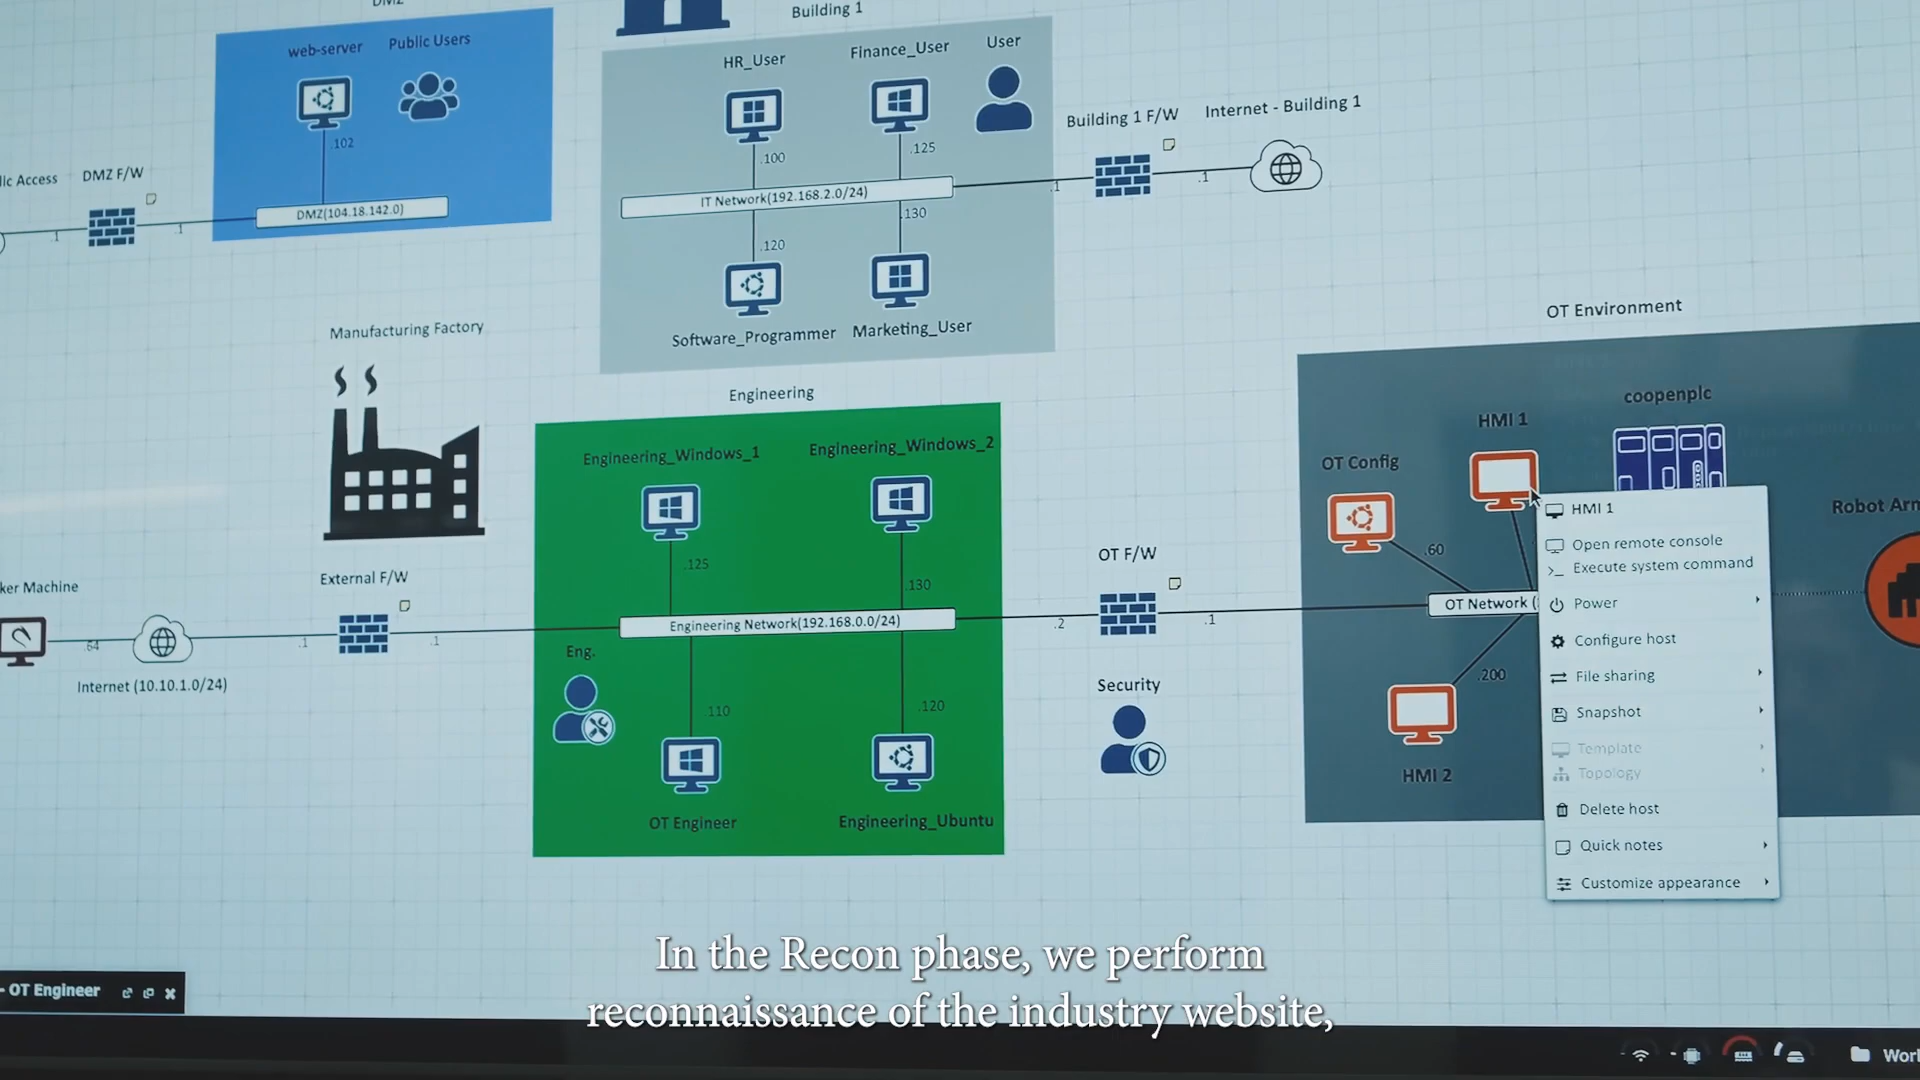 DMZ
web-server
Public Users
.102
DMZ(104.18.142.0)
DMZ F/W
.1
.1
Building 1
HR_User
Finance_User
User
.100
.125
IT Network(192.168.2.0/24)
.120
.130
Software_Programmer
Marketing_User
Building 1 F/W
Internet - Building 1
.1
.1
Manufacturing Factory
Engineering
Engineering_Windows_1
Engineering_Windows_2
.125
.130
Engineering Network(192.168.0.0/24)
Eng.
.110
.120
OT Engineer
Engineering_Ubuntu
External F/W
.64
.1
.1
Internet (10.10.1.0/24)
Machine
Access
OT F/W
.2
.1
Security
OT Environment
OT Config
HMI 1
coopenplc
Robot Arm
.60
OT Network
.200
HMI 2
HMI 1
Open remote console
Execute system command
Power
Configure host
File sharing
Snapshot
Template
Topology
Delete host
Quick notes
Customize appearance
- OT Engineer
In the Recon phase, we perform
reconnaissance of the industry website,